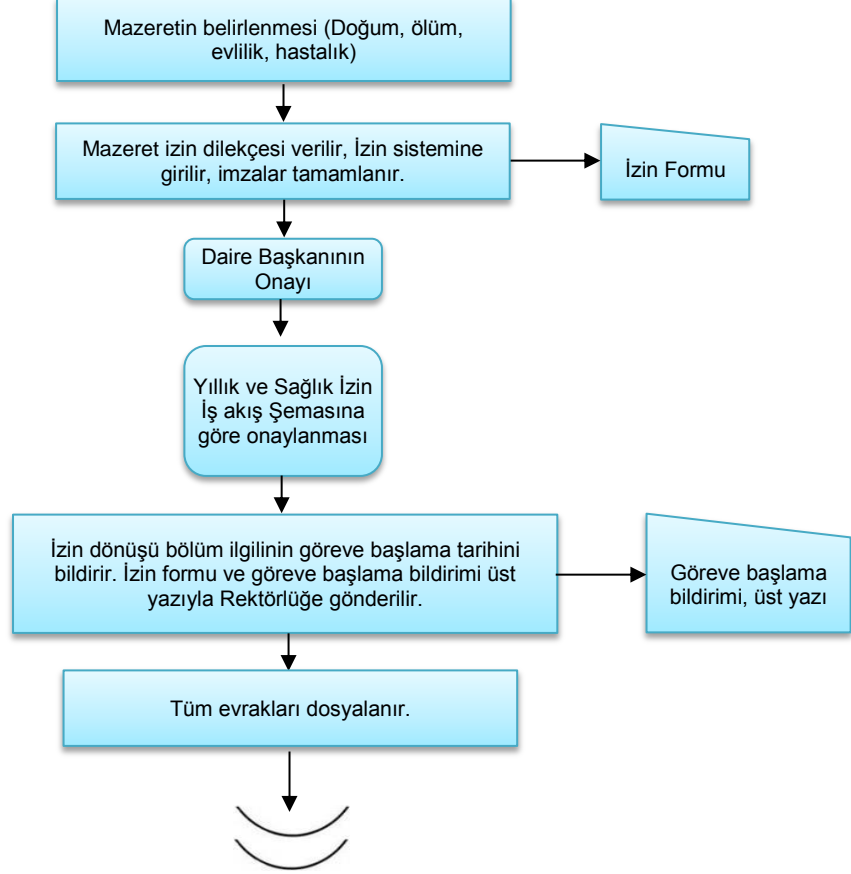 Mazeretin belirlenmesi (Doğum, ölüm,
evlilik, hastalık)
Mazeret izin dilekçesi verilir, İzin sistemine
girilir, imzalar tamamlanır.
İzin Formu
Daire Başkanının
Onayı
Yıllık ve Sağlık İzin
İş akış Şemasına
göre onaylanması
İzin dönüşü bölüm ilgilinin göreve başlama tarihini
bildirir. İzin formu ve göreve başlama bildirimi üst
yazıyla Rektörlüğe gönderilir.
Göreve başlama
bildirimi, üst yazı
Tüm evrakları dosyalanır.